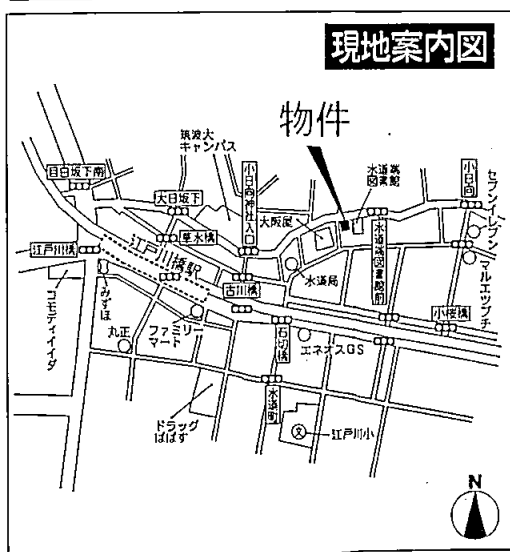 現地案内図
物件
筑波大
キャンパス
小日向神社入口
水道端
図書館
小日向
セブンイレブン
目白坂下南
大日坂下
大阪屋
江戸川橋
草水橋
江戸川橋駅
水道局
水道端図書館前
マルエツプチ
コモディイイダ
みずほ
古川橋
小桜橋
丸正
ファミリー
マート
石切橋
エネオスGS
ドラッグ
ぱぱす
水道町
文
江戸川小
N